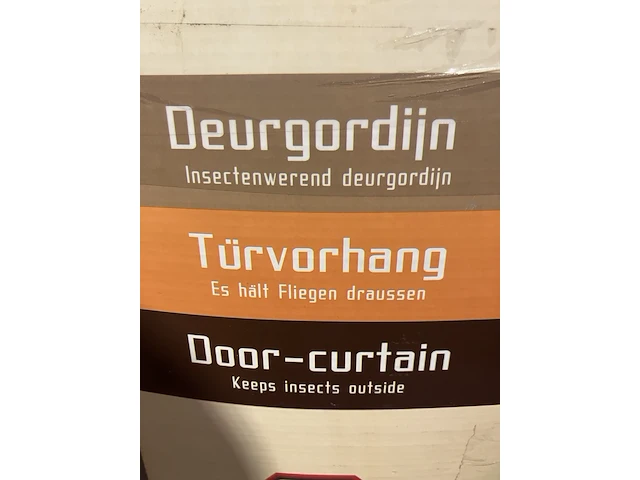 Deurgordijn
Insectenwerend deurgordijn
Türvorhang
Es hält Fliegen draussen
Door-curtain
Keeps insects outside